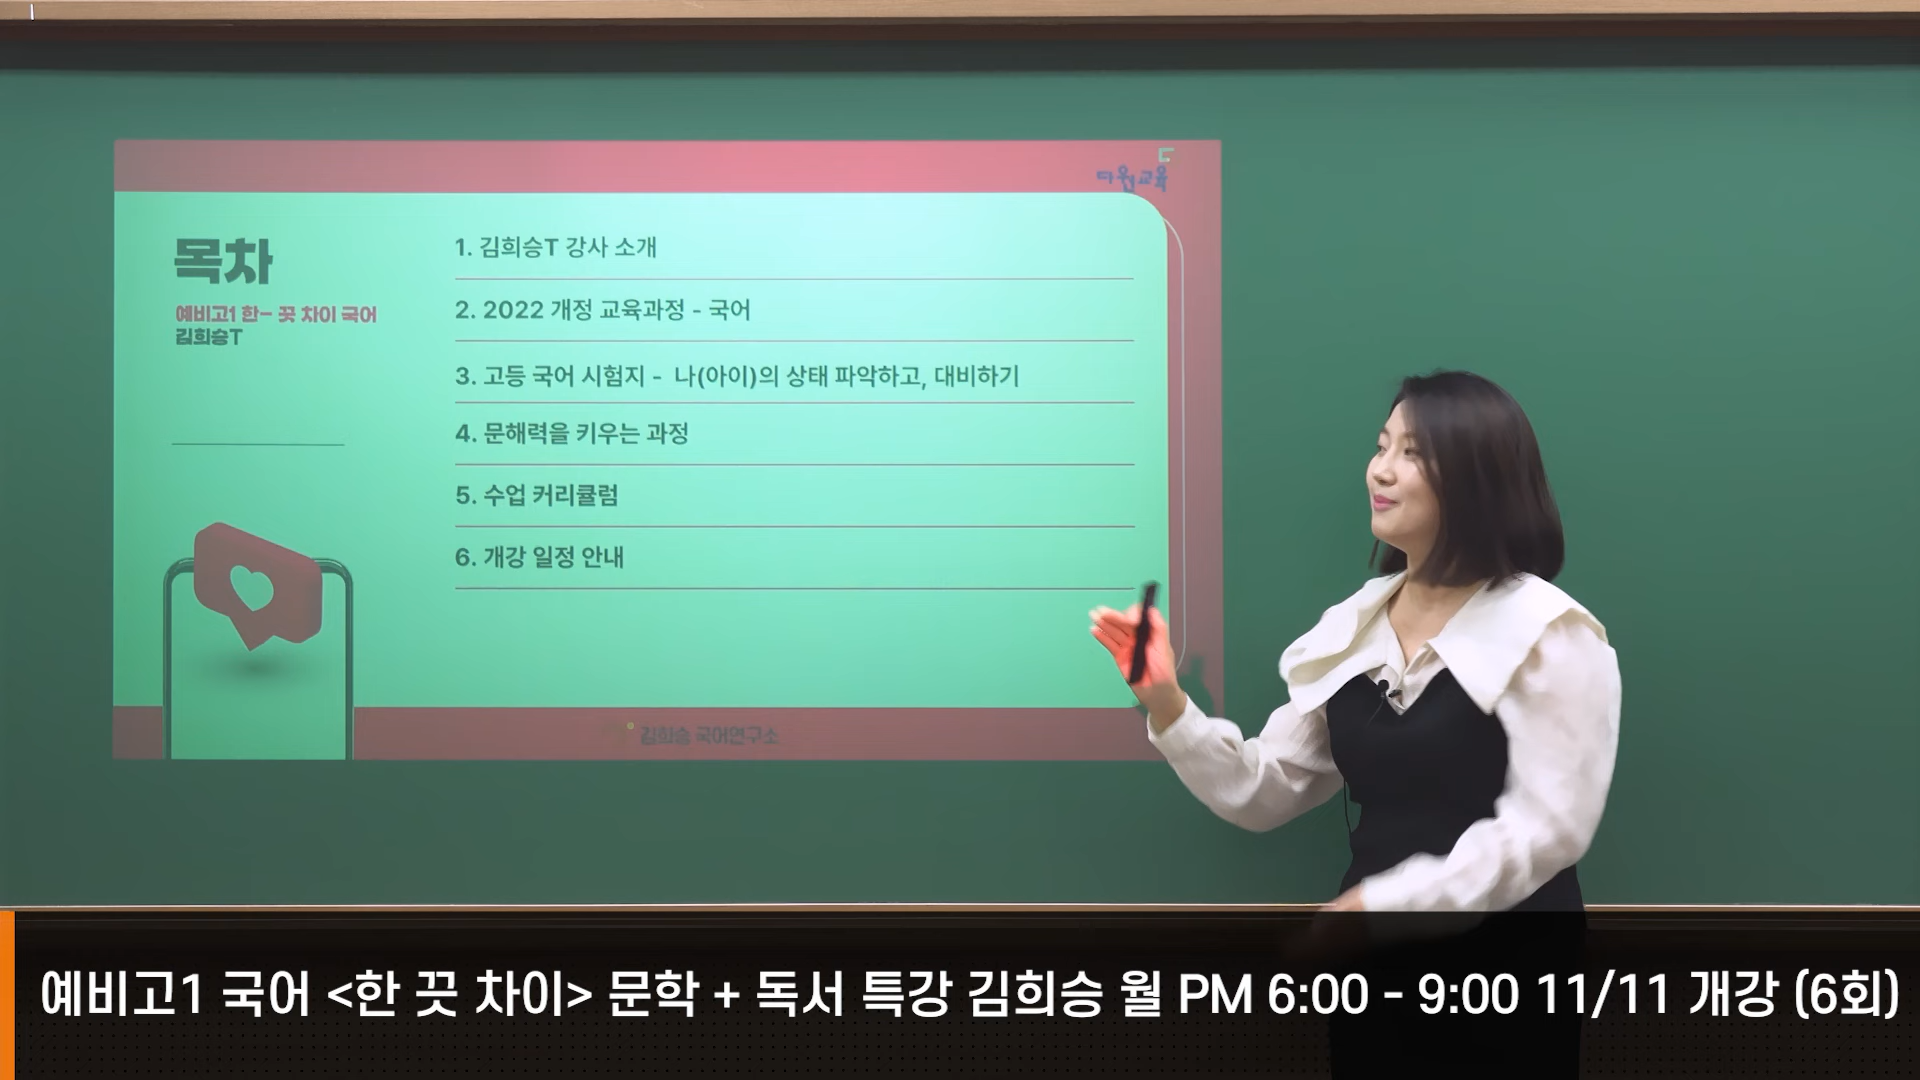 다원교육
목차
예비고1 한- 끗 차이 국어
김희승T
1. 김희승T 강사 소개
2. 2022 개정 교육과정 - 국어
3. 고등 국어 시험지 - 나(아이)의 상태 파악하고, 대비하기
4. 문해력을 키우는 과정
5. 수업 커리큘럼
6. 개강 일정 안내
김희승 국어연구소
예비고1 국어 <한 끗 차이> 문학 + 독서 특강 김희승 월 PM 6:00 - 9:00 11/11 개강 (6회)